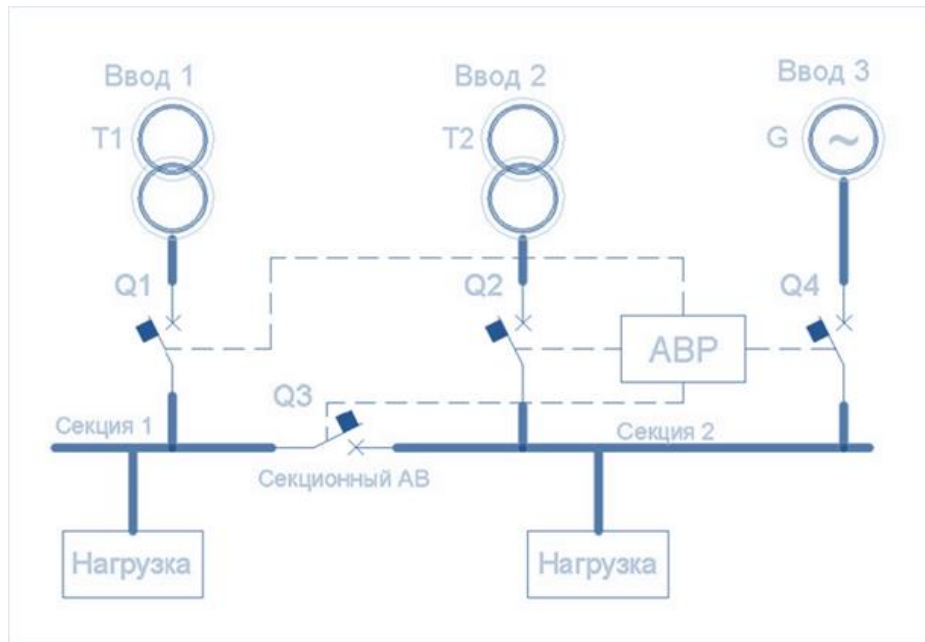 Ввод 1
Ввод 2
Ввод 3
T1
T2
G
~
Q1
Q2
Q4
АВР
Q3
Секция 1
Секция 2
Секционный АВ
Нагрузка
Нагрузка